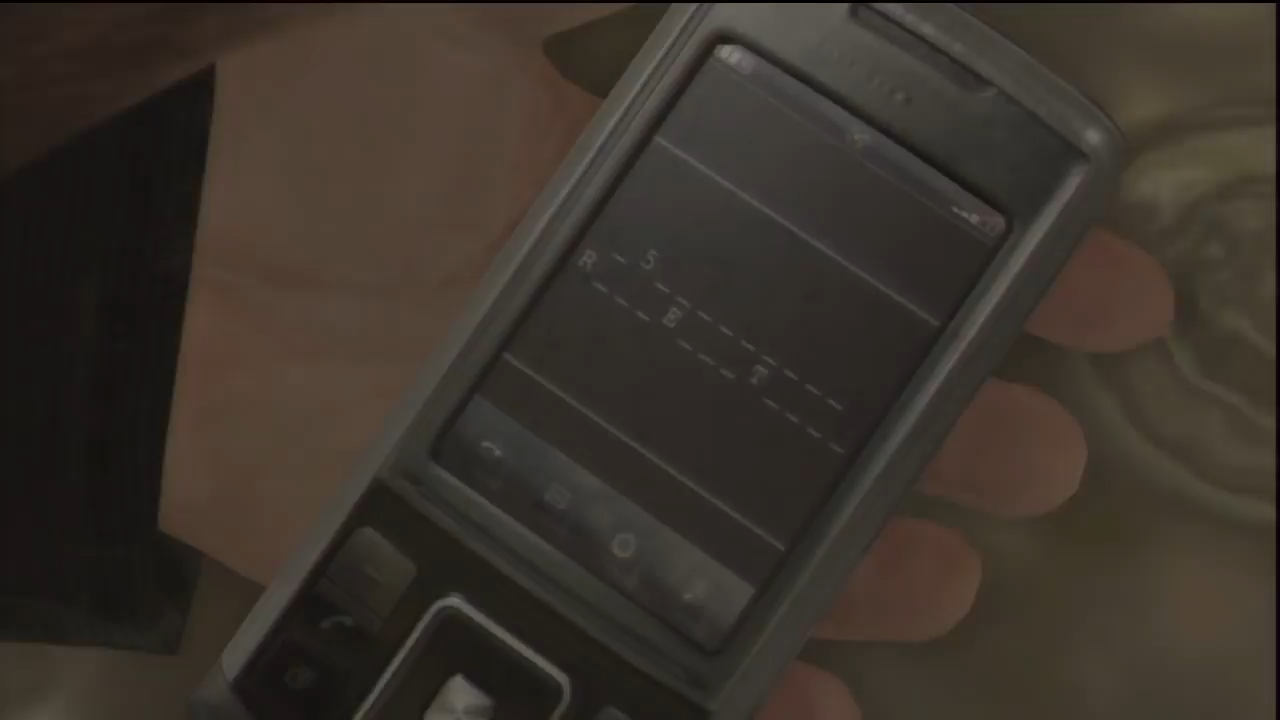 _ 5 _ _ _ _ _ _ _ _ _
R _ _ _ E _ _ _ T _ _ _ _